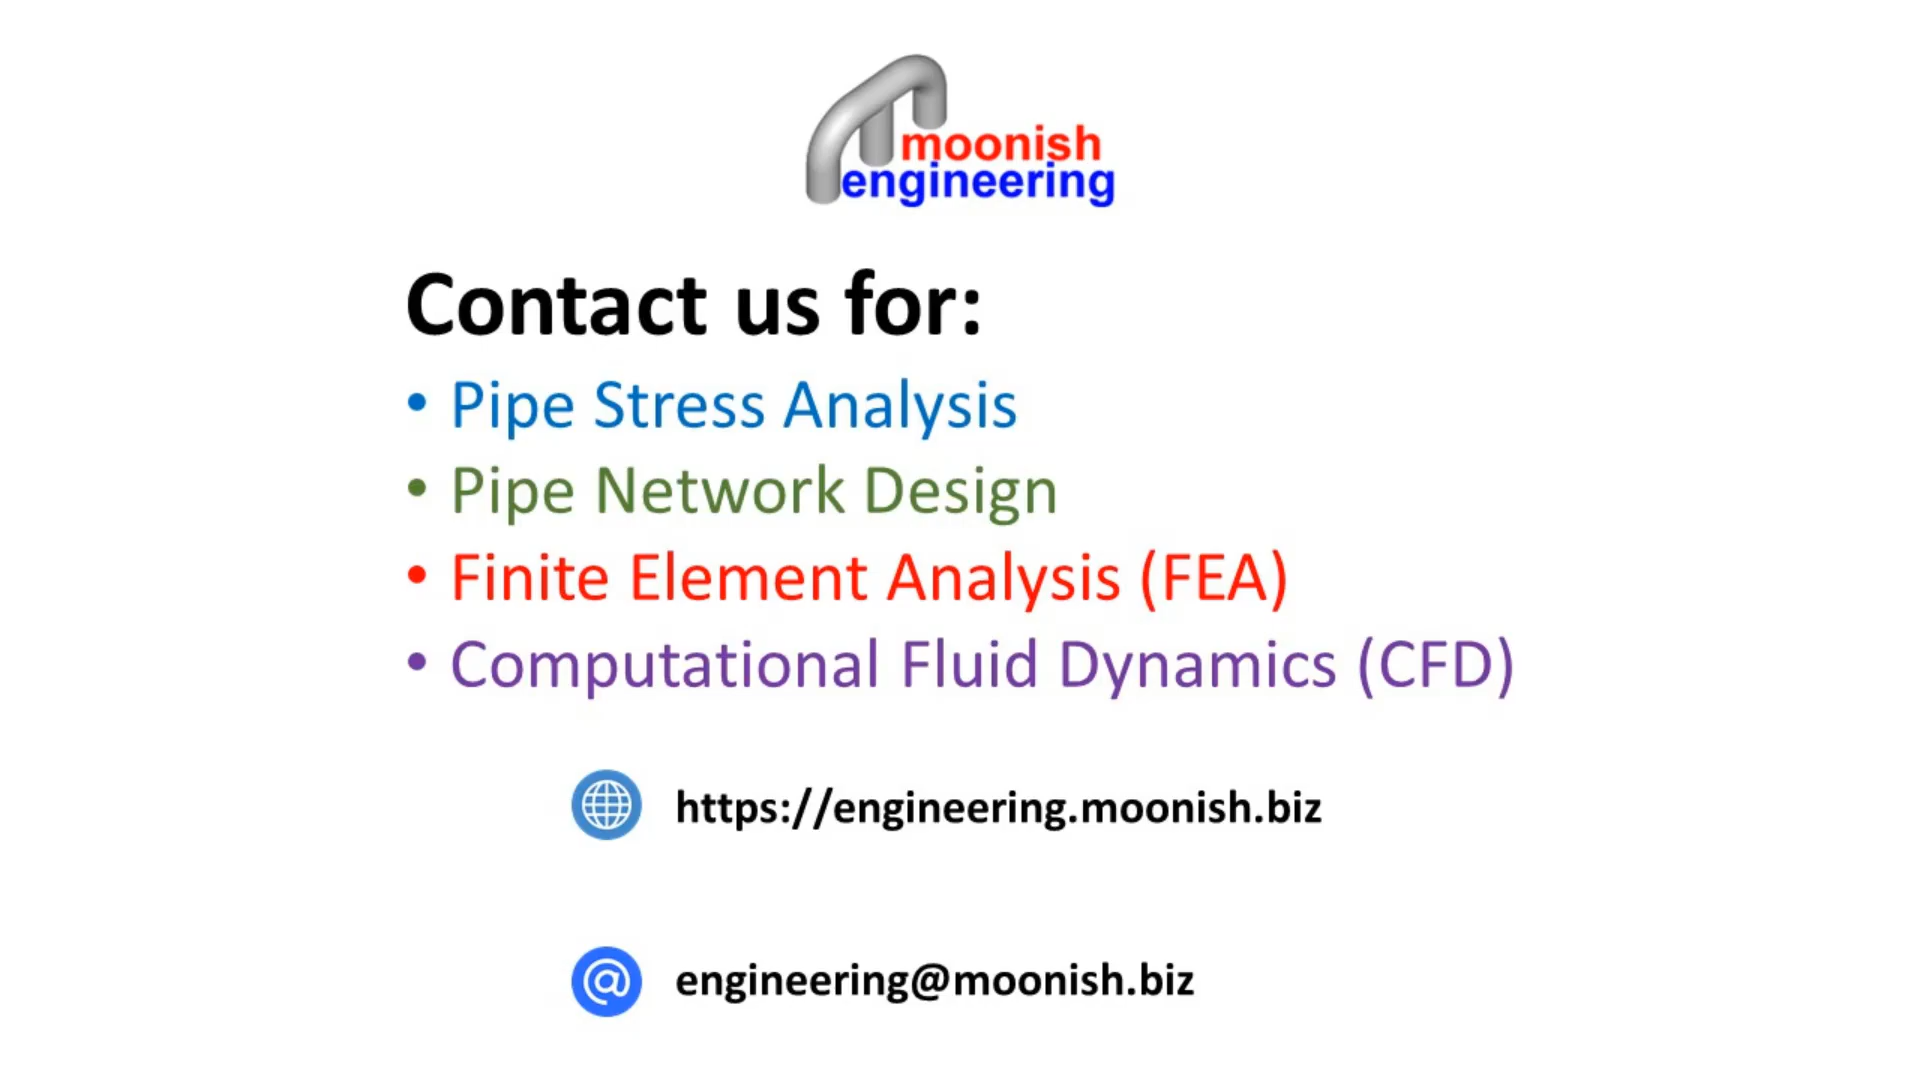 moonish
engineering
Contact us for:
• Pipe Stress Analysis
• Pipe Network Design
• Finite Element Analysis (FEA)
• Computational Fluid Dynamics (CFD)
https://engineering.moonish.biz
engineering@moonish.biz